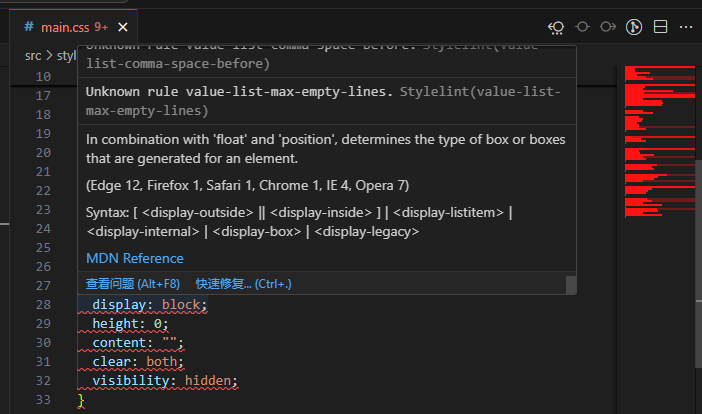 # main.css 9+ ×
src > styl
10
Unknown rule value-list-comma-space-before. Stylelint(value-
list-comma-space-before)
17
Unknown rule value-list-max-empty-lines. Stylelint(value-list-
18
max-empty-lines)
19
In combination with 'float' and 'position', determines the type of box or boxes
20
that are generated for an element.
21
22
(Edge 12, Firefox 1, Safari 1, Chrome 1, IE 4, Opera 7)
23
Syntax: [ <display-outside> || <display-inside> ] | <display-listitem> |
24
<display-internal> | <display-box> | <display-legacy>
25
26
MDN Reference
27
查看问题 (Alt+F8) 快速修复... (Ctrl+.)
28 display: block;
29 height: 0;
30 content: "";
31 clear: both;
32 visibility: hidden;
33 }